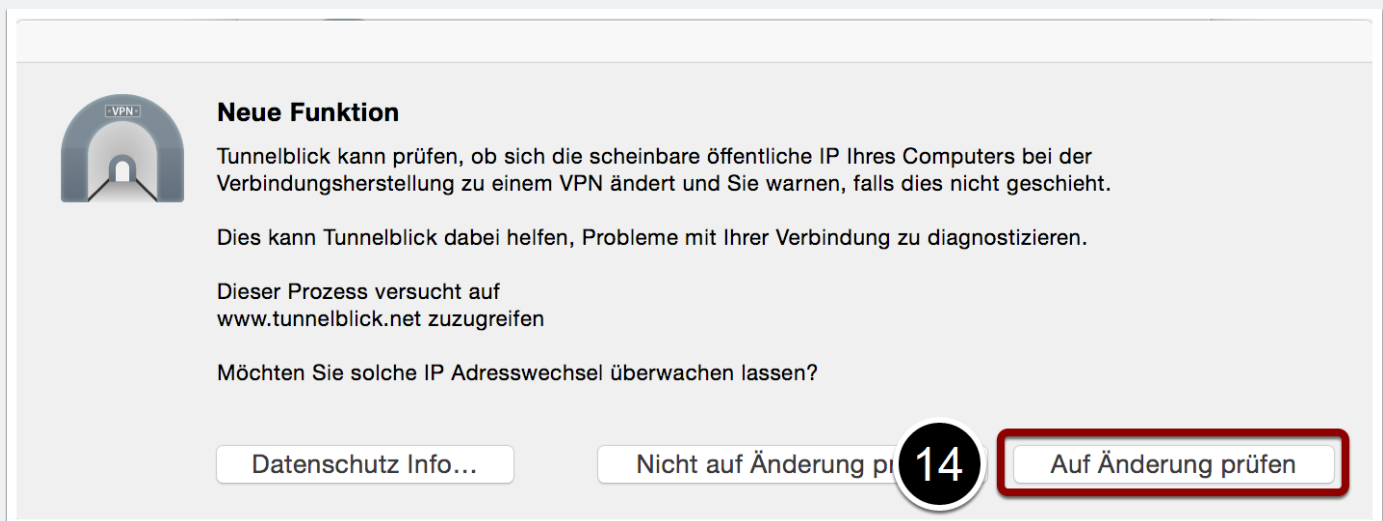 VPN
Neue Funktion
Tunnelblick kann prüfen, ob sich die scheinbare öffentliche IP Ihres Computers bei der
Verbindungsherstellung zu einem VPN ändert und Sie warnen, falls dies nicht geschieht.
Dies kann Tunnelblick dabei helfen, Probleme mit Ihrer Verbindung zu diagnostizieren.
Dieser Prozess versucht auf
www.tunnelblick.net zuzugreifen
Möchten Sie solche IP Adresswechsel überwachen lassen?
Datenschutz Info... Nicht auf Änderung 14 Auf Änderung prüfen